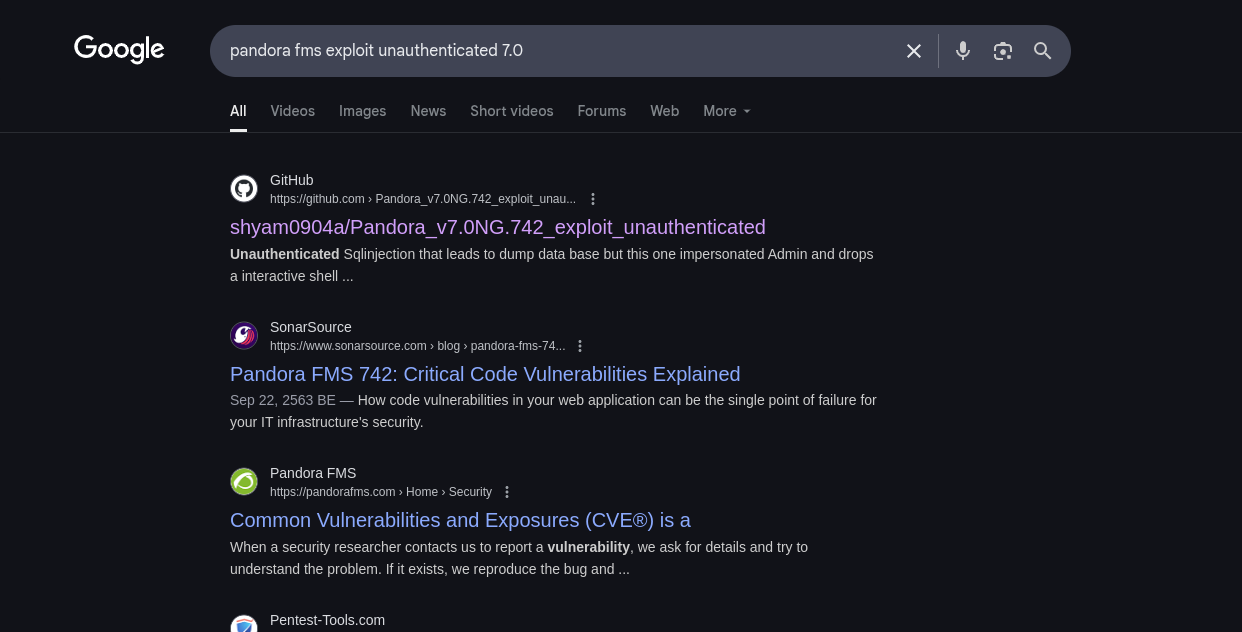 Google
pandora fms exploit unauthenticated 7.0
All Videos Images News Short videos Forums Web More
GitHub
https://github.com › Pandora_v7.0NG.742_exploit_unau...
shyam0904a/Pandora_v7.0NG.742_exploit_unauthenticated
Unauthenticated Sqlinjection that leads to dump data base but this one impersonated Admin and drops
a interactive shell ...
SonarSource
https://www.sonarsource.com › blog › pandora-fms-74...
Pandora FMS 742: Critical Code Vulnerabilities Explained
Sep 22, 2563 BE — How code vulnerabilities in your web application can be the single point of failure for
your IT infrastructure's security.
Pandora FMS
https://pandorafms.com › Home › Security
Common Vulnerabilities and Exposures (CVE®) is a
When a security researcher contacts us to report a vulnerability, we ask for details and try to
understand the problem. If it exists, we reproduce the bug and ...
Pentest-Tools.com